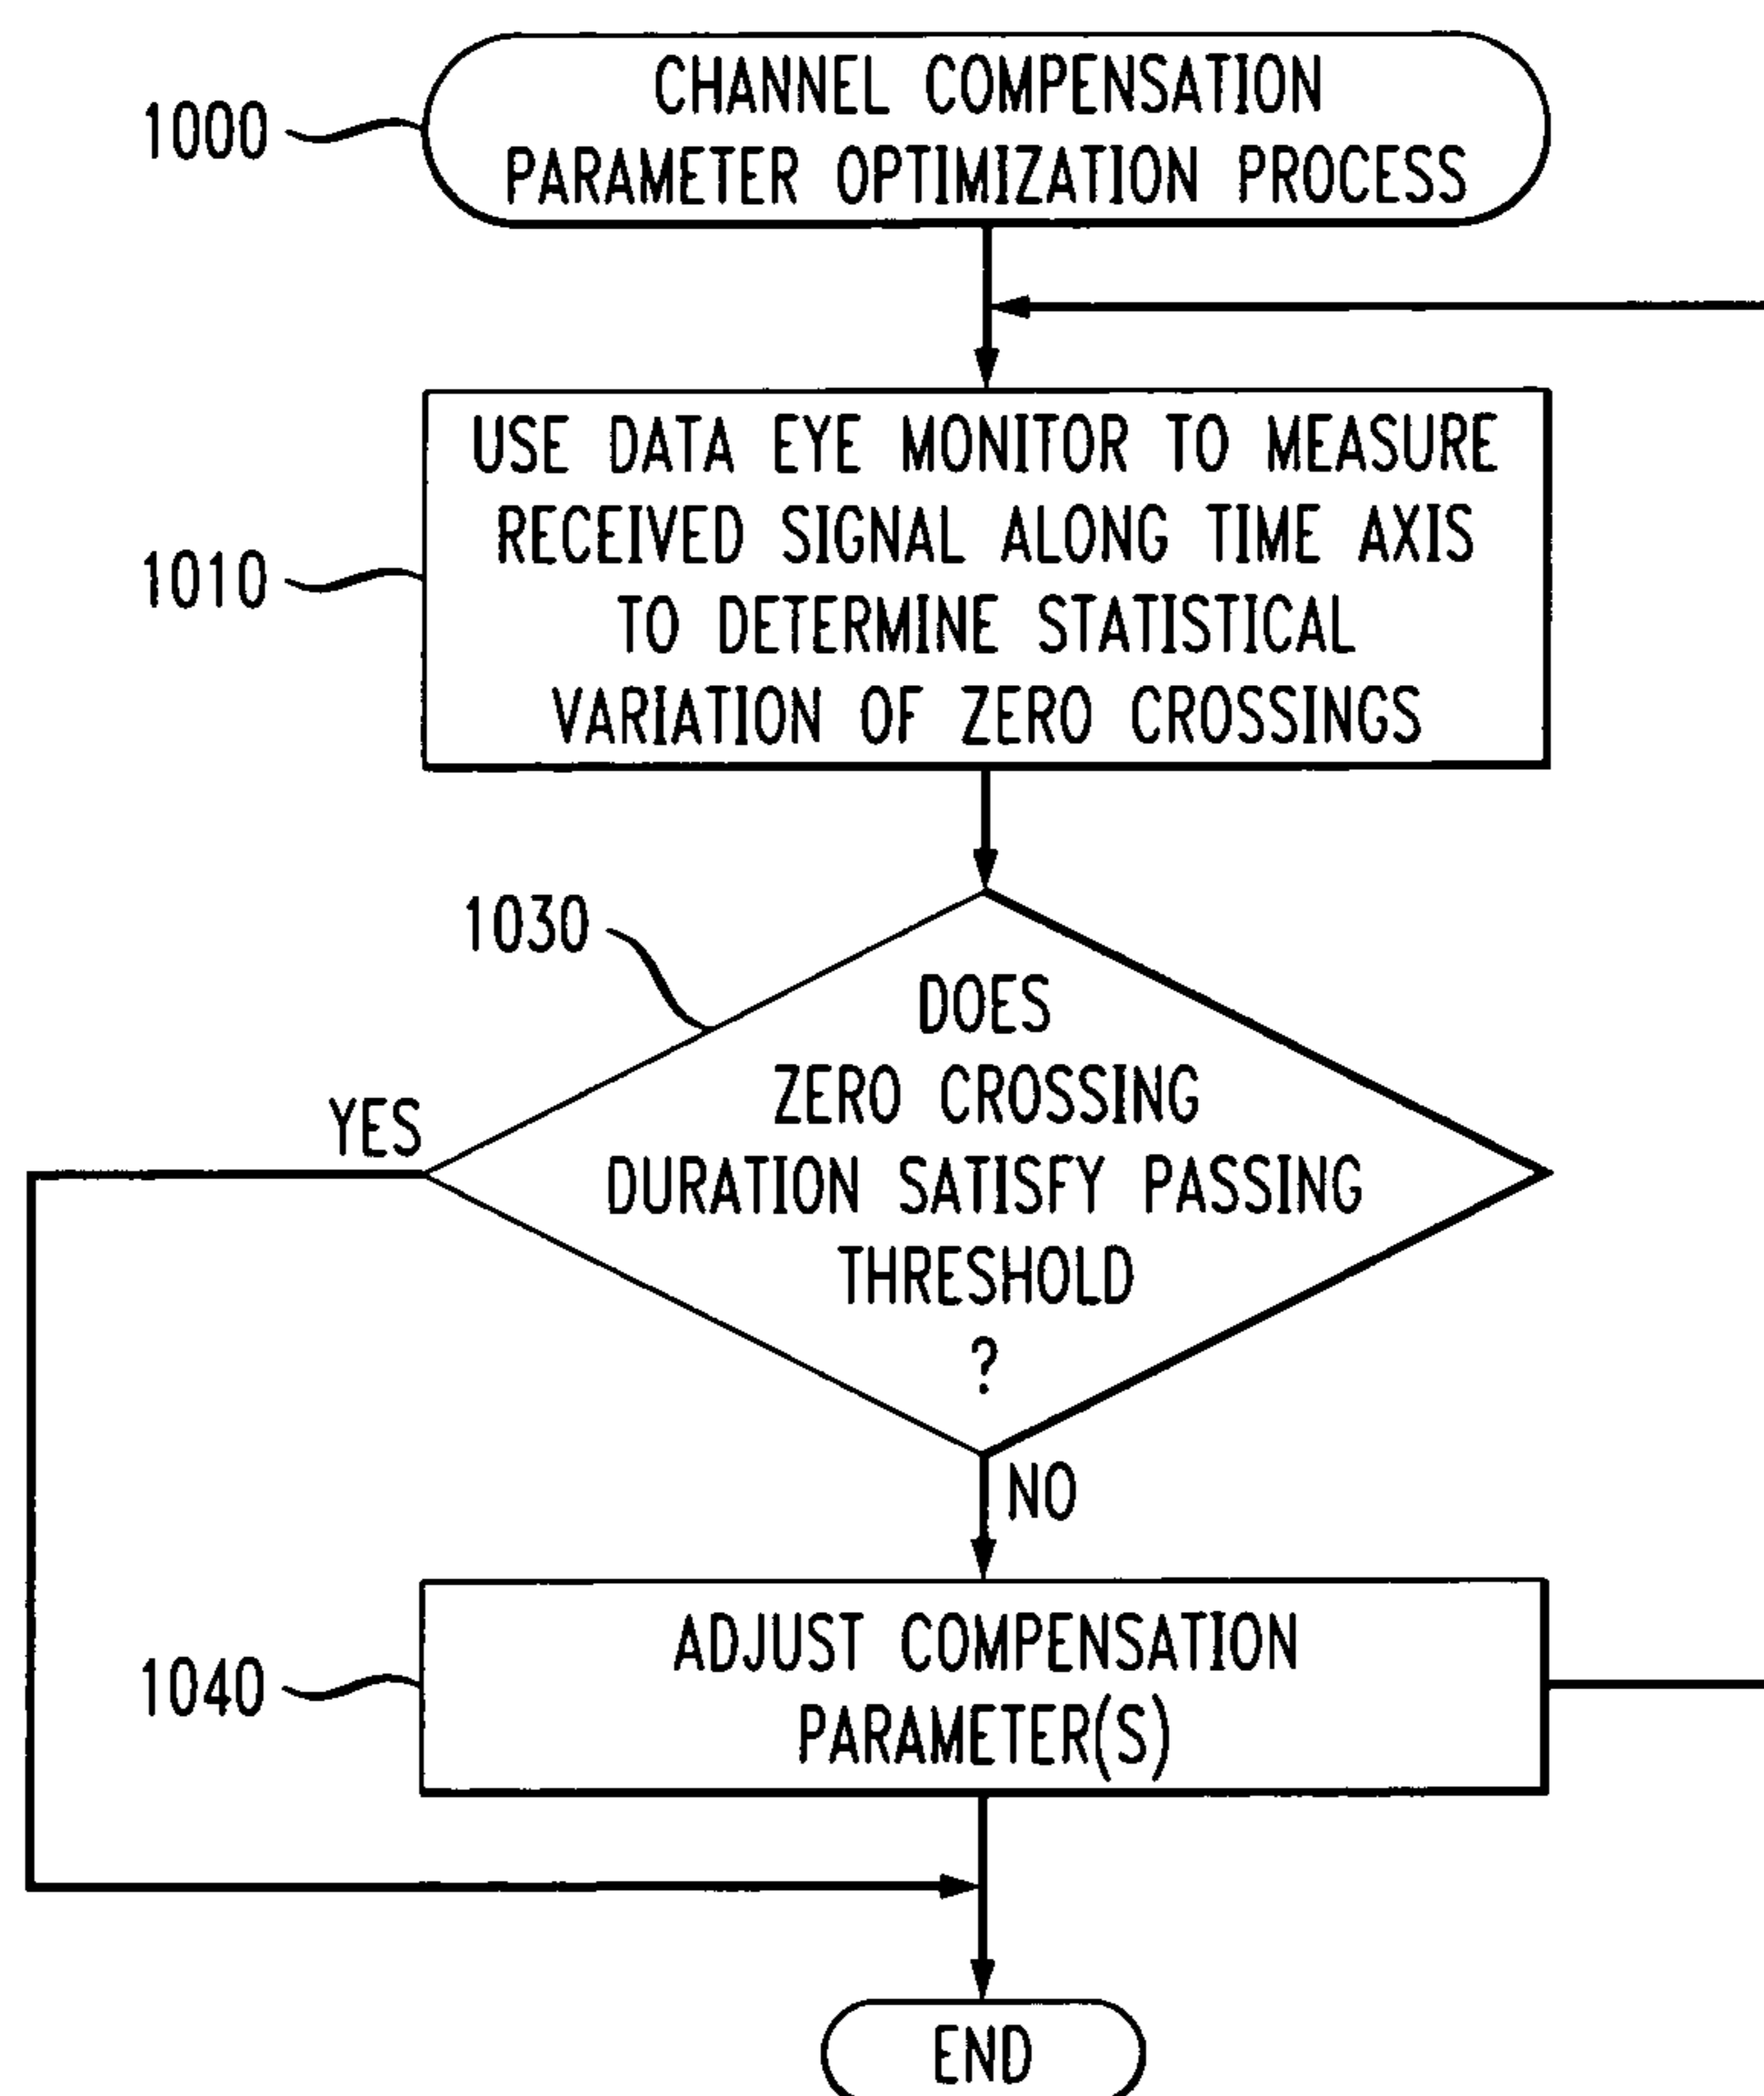 CHANNEL COMPENSATION
PARAMETER OPTIMIZATION PROCESS
1000
USE DATA EYE MONITOR TO MEASURE
RECEIVED SIGNAL ALONG TIME AXIS
TO DETERMINE STATISTICAL
VARIATION OF ZERO CROSSINGS
1010
1030
DOES
ZERO CROSSING
DURATION SATISFY PASSING
THRESHOLD
?
YES
NO
ADJUST COMPENSATION
PARAMETER(S)
1040
END